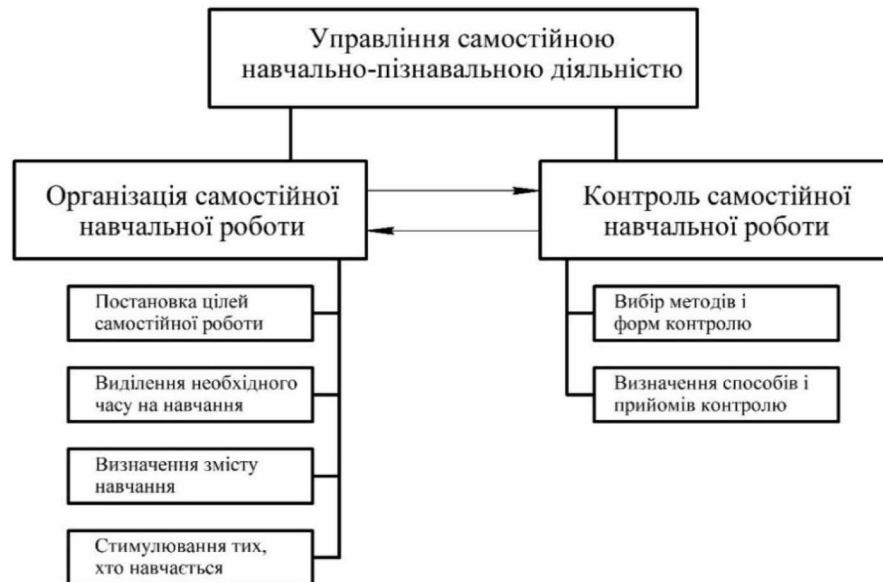 Управління самостійною
навчально-пізнавальною діяльністю
Організація самостійної
навчальної роботи
Контроль самостійної
навчальної роботи
Постановка цілей
самостійної роботи
Виділення необхідного
часу на навчання
Визначення змісту
навчання
Стимулювання тих,
хто навчається
Вибір методів і
форм контролю
Визначення способів і
прийомів контролю